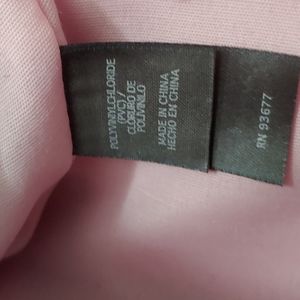 POLYVINYLCHLORIDE
(PVC) /
CLORURO DE
POLIVINILO
MADE IN CHINA
HECHO EN CHINA
RN 93677